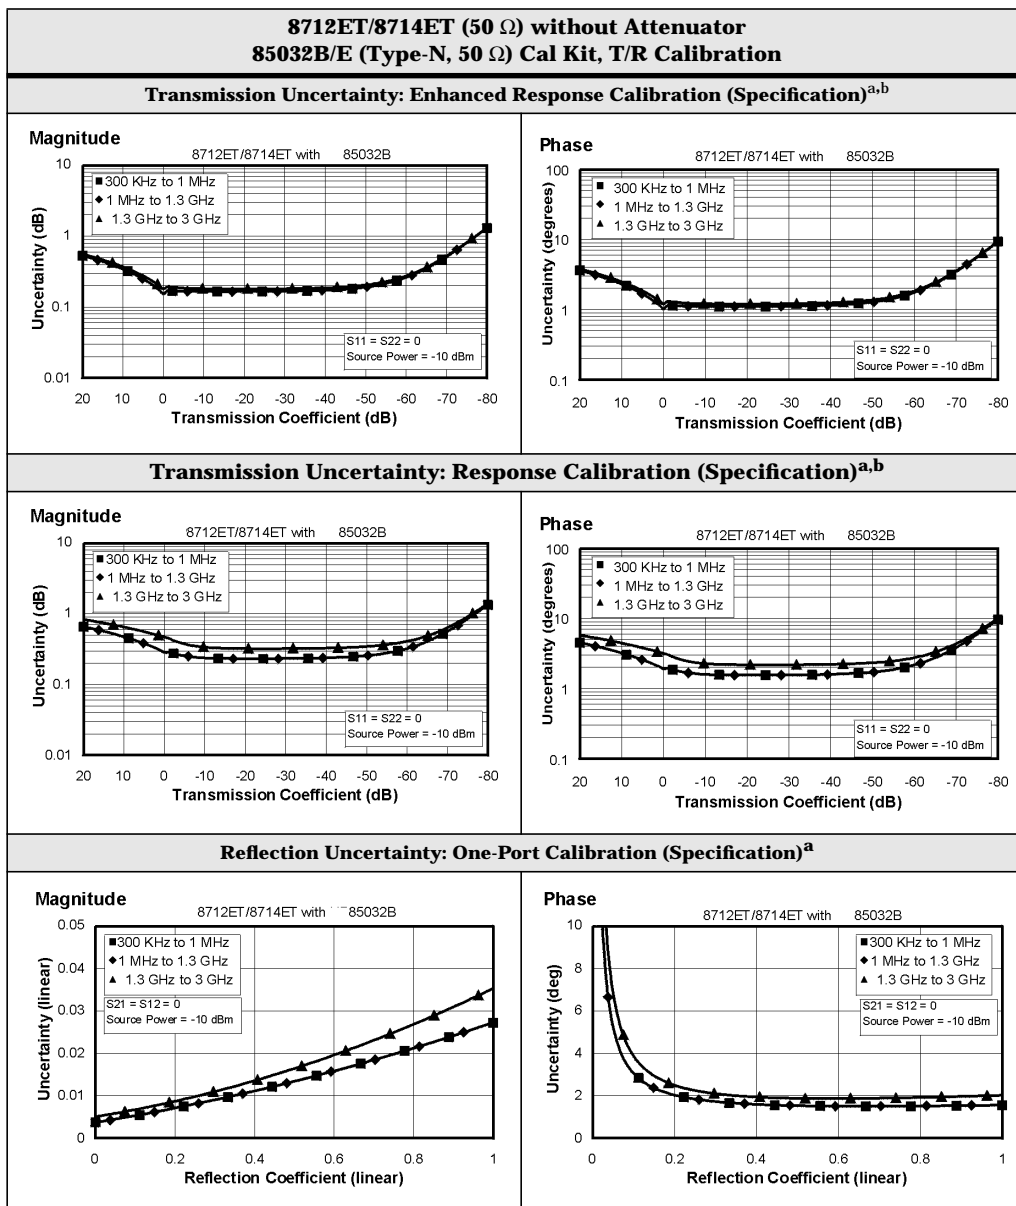 8712ET/8714ET (50 Ω) without Attenuator
85032B/E (Type-N, 50 Ω) Cal Kit, T/R Calibration
Transmission Uncertainty: Enhanced Response Calibration (Specification)a,b
Magnitude
8712ET/8714ET with 85032B
Uncertainty (dB)
10
1
0.1
0.01
300 KHz to 1 MHz
1 MHz to 1.3 GHz
1.3 GHz to 3 GHz
S11 = S22 = 0
Source Power = -10 dBm
20 10 0 -10 -20 -30 -40 -50 -60 -70 -80
Transmission Coefficient (dB)
Phase
8712ET/8714ET with 85032B
Uncertainty (degrees)
100
10
1
0.1
300 KHz to 1 MHz
1 MHz to 1.3 GHz
1.3 GHz to 3 GHz
S11 = S22 = 0
Source Power = -10 dBm
20 10 0 -10 -20 -30 -40 -50 -60 -70 -80
Transmission Coefficient (dB)
Transmission Uncertainty: Response Calibration (Specification)a,b
Magnitude
8712ET/8714ET with 85032B
Uncertainty (dB)
10
1
0.1
0.01
300 KHz to 1 MHz
1 MHz to 1.3 GHz
1.3 GHz to 3 GHz
S11 = S22 = 0
Source Power = -10 dBm
20 10 0 -10 -20 -30 -40 -50 -60 -70 -80
Transmission Coefficient (dB)
Phase
8712ET/8714ET with 85032B
Uncertainty (degrees)
100
10
1
0.1
300 KHz to 1 MHz
1 MHz to 1.3 GHz
1.3 GHz to 3 GHz
S11 = S22 = 0
Source Power = -10 dBm
20 10 0 -10 -20 -30 -40 -50 -60 -70 -80
Transmission Coefficient (dB)
Reflection Uncertainty: One-Port Calibration (Specification)a
Magnitude
8712ET/8714ET with 85032B
Uncertainty (linear)
0.05
0.04
0.03
0.02
0.01
0
300 KHz to 1 MHz
1 MHz to 1.3 GHz
1.3 GHz to 3 GHz
S21 = S12 = 0
Source Power = -10 dBm
0 0.2 0.4 0.6 0.8 1
Reflection Coefficient (linear)
Phase
8712ET/8714ET with 85032B
Uncertainty (deg)
10
8
6
4
2
0
300 KHz to 1 MHz
1 MHz to 1.3 GHz
1.3 GHz to 3 GHz
S21 = S12 = 0
Source Power = -10 dBm
0 0.2 0.4 0.6 0.8 1
Reflection Coefficient (linear)